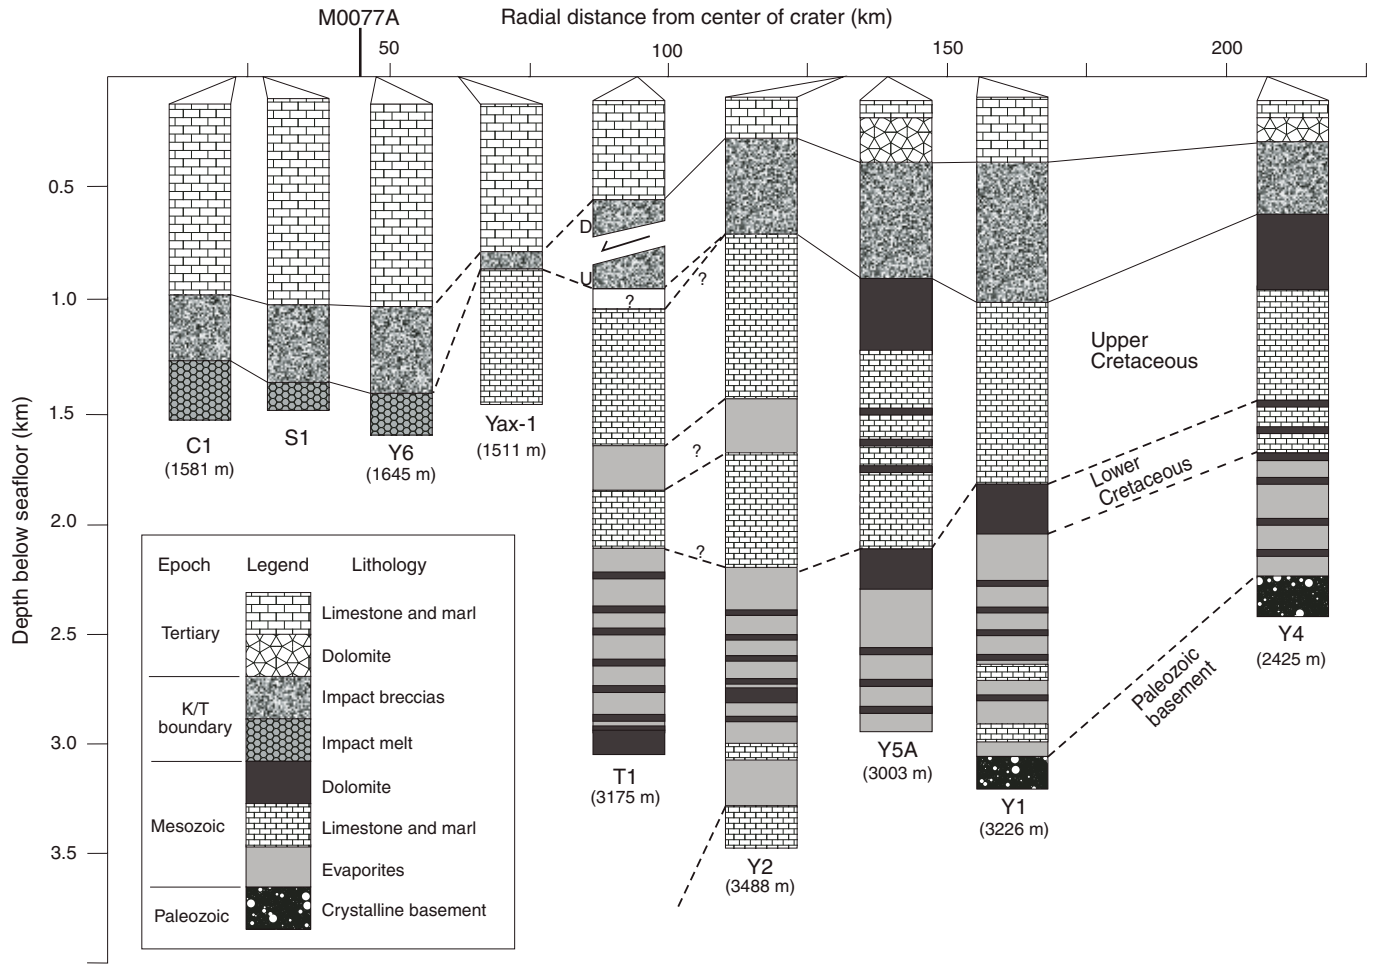 M0077A
Radial distance from center of crater (km)
50
100
150
200
Depth below seafloor (km)
0.5
1.0
1.5
2.0
2.5
3.0
3.5
D
U
?
?
?
?
Upper
Cretaceous
Lower
Cretaceous
Paleozoic
basement
C1
(1581 m)
S1
Y6
(1645 m)
Yax-1
(1511 m)
T1
(3175 m)
Y2
(3488 m)
Y5A
(3003 m)
Y1
(3226 m)
Y4
(2425 m)
Epoch Legend Lithology
Tertiary
Limestone and marl
Dolomite
K/T
boundary
Impact breccias
Impact melt
Mesozoic
Dolomite
Limestone and marl
Evaporites
Paleozoic
Crystalline basement